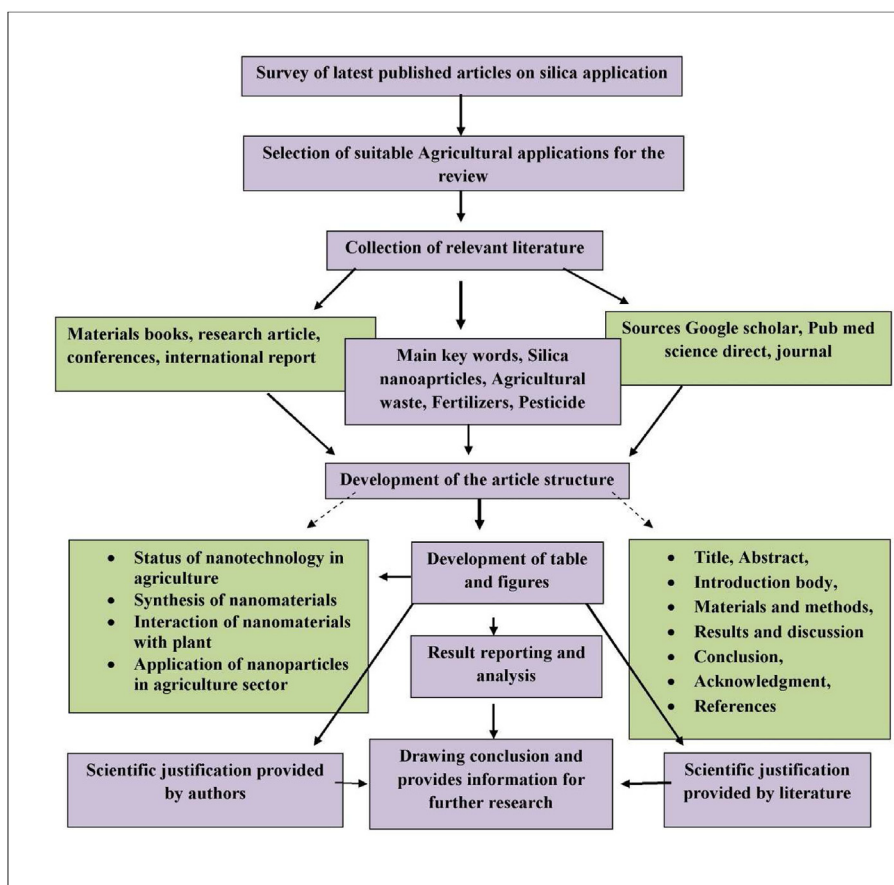 Survey of latest published articles on silica application
Selection of suitable Agricultural applications for the
review
Collection of relevant literature
Materials books, research article,
conferences, international report
Main key words, Silica
nanoaprticles, Agricultural
waste, Fertilizers, Pesticide
Sources Google scholar, Pub med
science direct, journal
Development of the article structure
• Status of nanotechnology in
agriculture
• Synthesis of nanomaterials
• Interaction of nanomaterials
with plant
• Application of nanoparticles
in agriculture sector
Development of table
and figures
• Title, Abstract,
• Introduction body,
• Materials and methods,
• Results and discussion
• Conclusion,
• Acknowledgment,
• References
Result reporting and
analysis
Scientific justification provided
by authors
Drawing conclusion and
provides information for
further research
Scientific justification
provided by literature